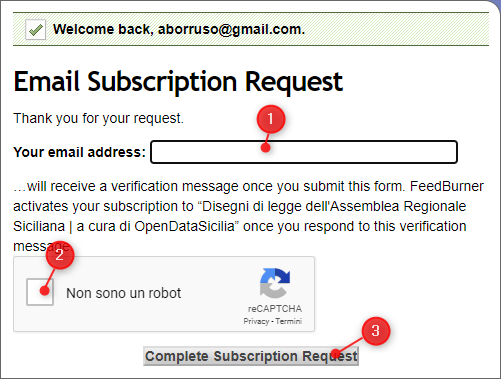 Welcome back, aborruso@gmail.com.
Email Subscription Request
Thank you for your request.
1
Your email address:
…will receive a verification message once you submit this form. FeedBurner
activates your subscription to “Disegni di legge dell'Assemblea Regionale
Siciliana | a cura di OpenDataSicilia” once you respond to this verification
message.
2
Non sono un robot
reCAPTCHA
Privacy - Termini
3
Complete Subscription Request